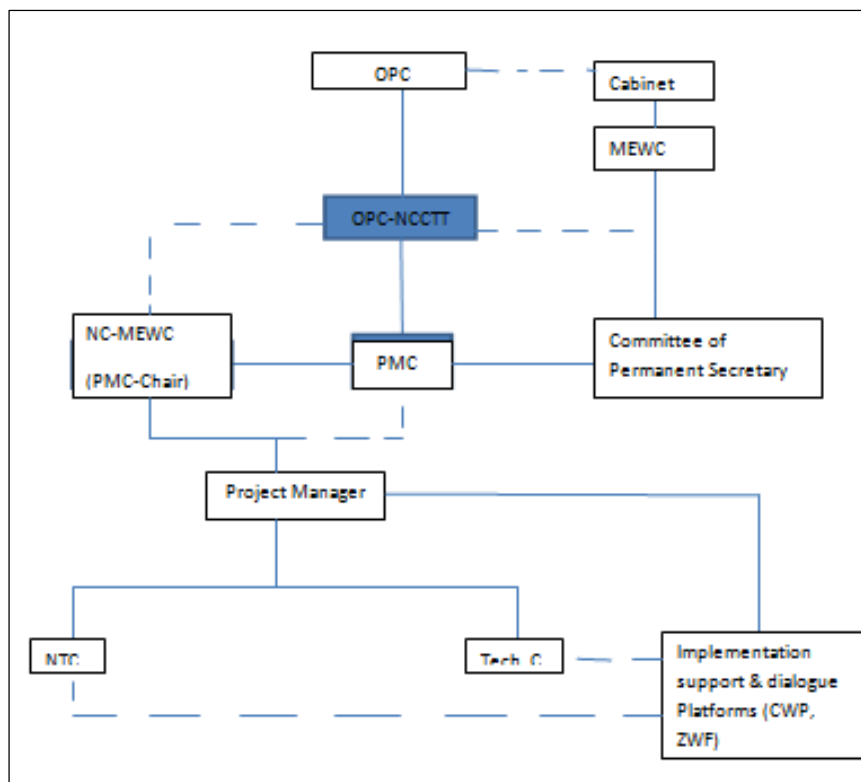 OPC
Cabinet
MEWC
OPC-NCCTT
NC-MEWC
(PMC-Chair)
PMC
Committee of
Permanent Secretary
Project Manager
NTC
Tech. C
Implementation
support & dialogue
Platforms (CWP,
ZWF)